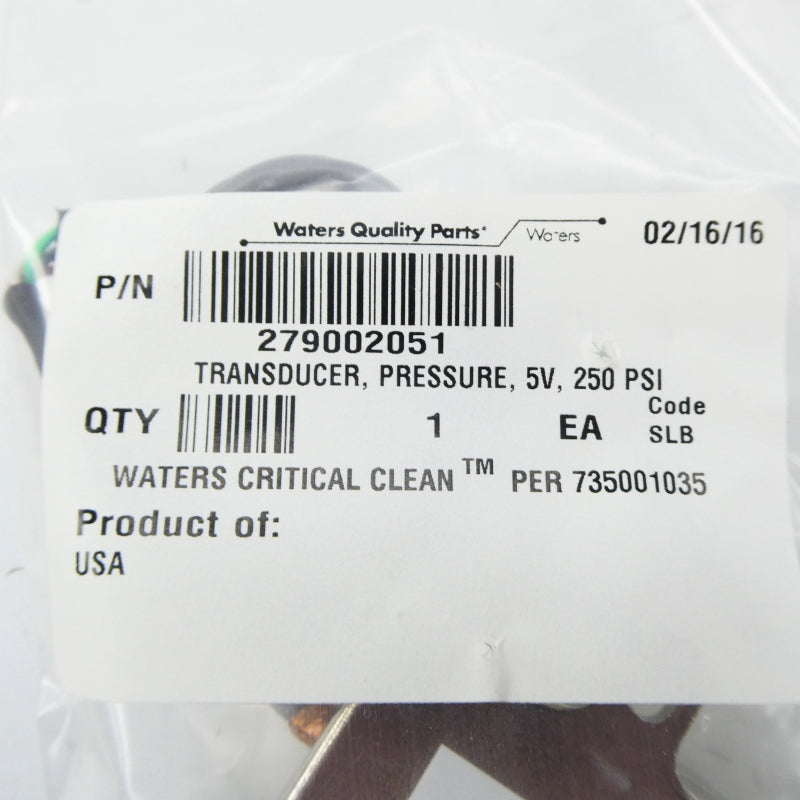 Waters Quality Parts
Waters
02/16/16
P/N
279002051
TRANSDUCER, PRESSURE, 5V, 250 PSI
QTY 1 EA Code
SLB
WATERS CRITICAL CLEAN ™ PER 735001035
Product of:
USA